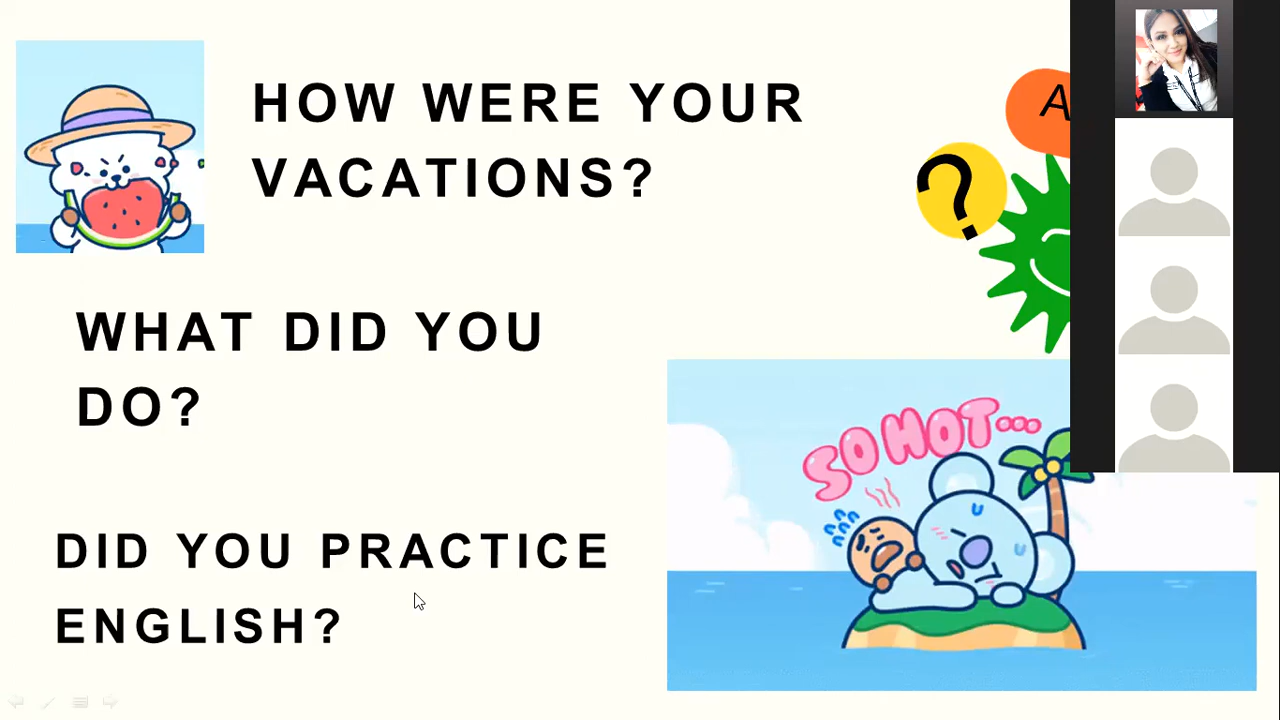 HOW WERE YOUR
VACATIONS?
A
?
WHAT DID YOU
DO?
SO HOT...
DID YOU PRACTICE
ENGLISH?